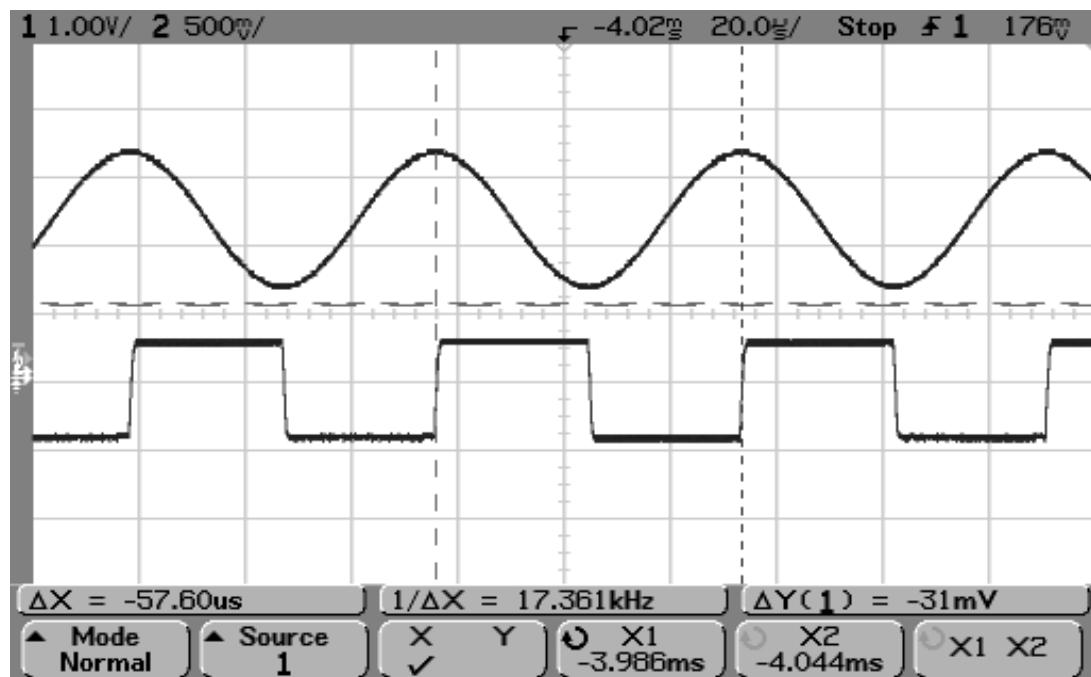 1 1.00V/ 2 500mV/ -4.02ms 20.0us/ Stop 1 176mV
ΔX = -57.60us 1/ΔX = 17.361kHz ΔY(1) = -31mV
Mode Source X Y X1 X2 X1 X2
Normal 1 ✓ -3.986ms -4.044ms